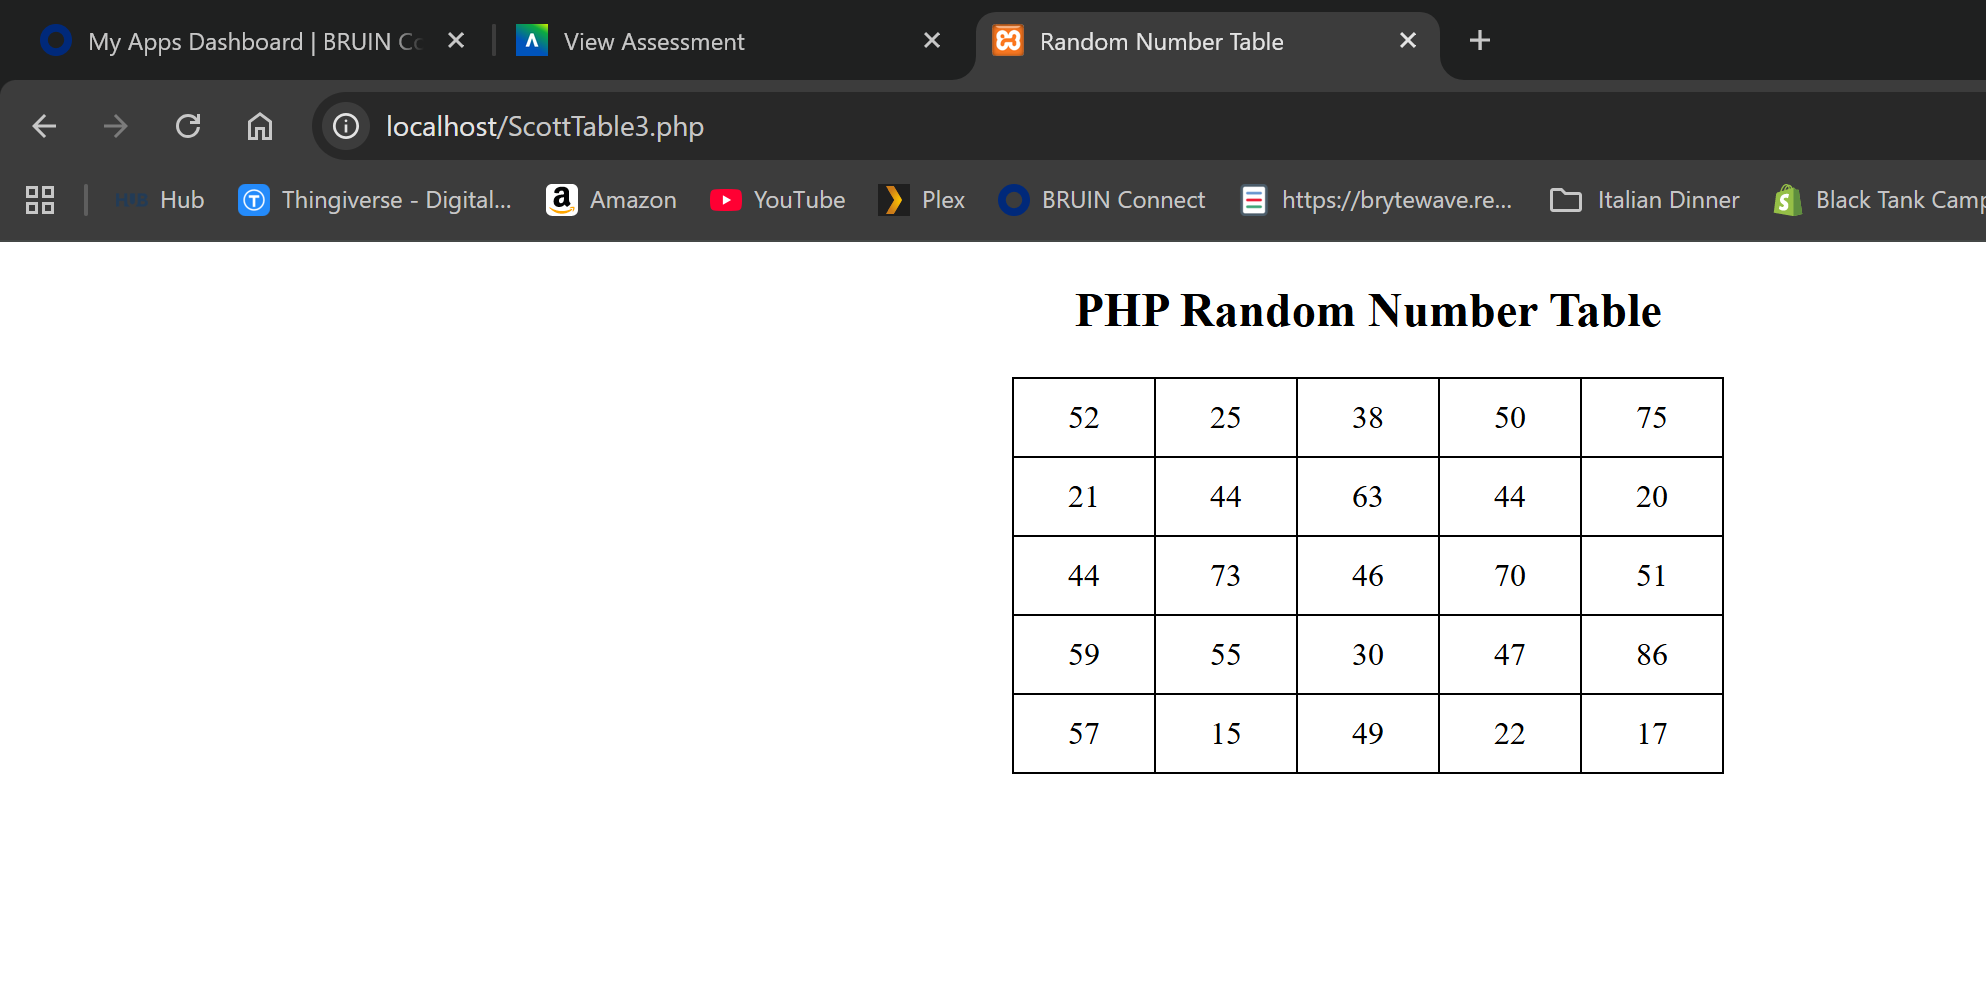 My Apps Dashboard | BRUIN Co
View Assessment
Random Number Table
localhost/ScottTable3.php
Hub
Thingiverse - Digital...
Amazon
YouTube
Plex
BRUIN Connect
https://brytewave.re...
Italian Dinner
Black Tank Camp
PHP Random Number Table
52 25 38 50 75
21 44 63 44 20
44 73 46 70 51
59 55 30 47 86
57 15 49 22 17